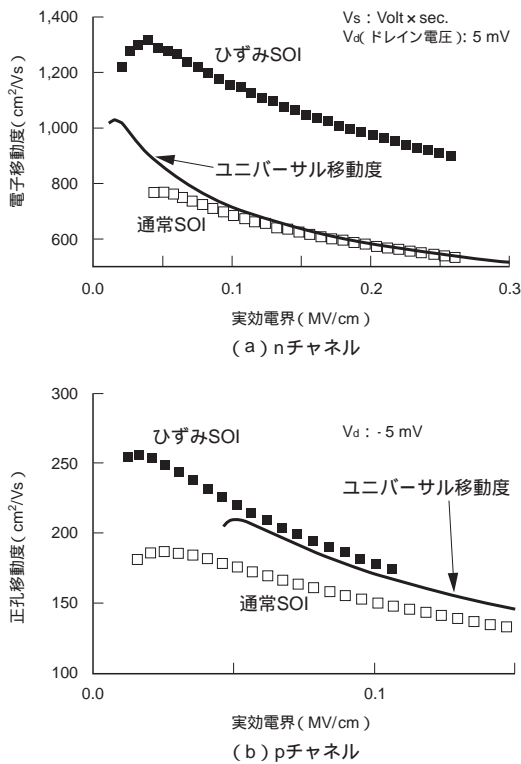 1,400
1,200
1,000
800
600
電子移動度( cm²/Vs )
Vs : Volt × sec.
Vd( ドレイン電圧 ): 5 mV
ひずみSOI
ユニバーサル移動度
通常SOI
0.0 0.1 0.2 0.3
実効電界( MV/cm )
( a ) nチャネル
300
250
200
150
100
正孔移動度( cm²/Vs )
ひずみSOI
Vd : - 5 mV
ユニバーサル移動度
通常SOI
0.0 0.1
実効電界( MV/cm )
( b ) pチャネル